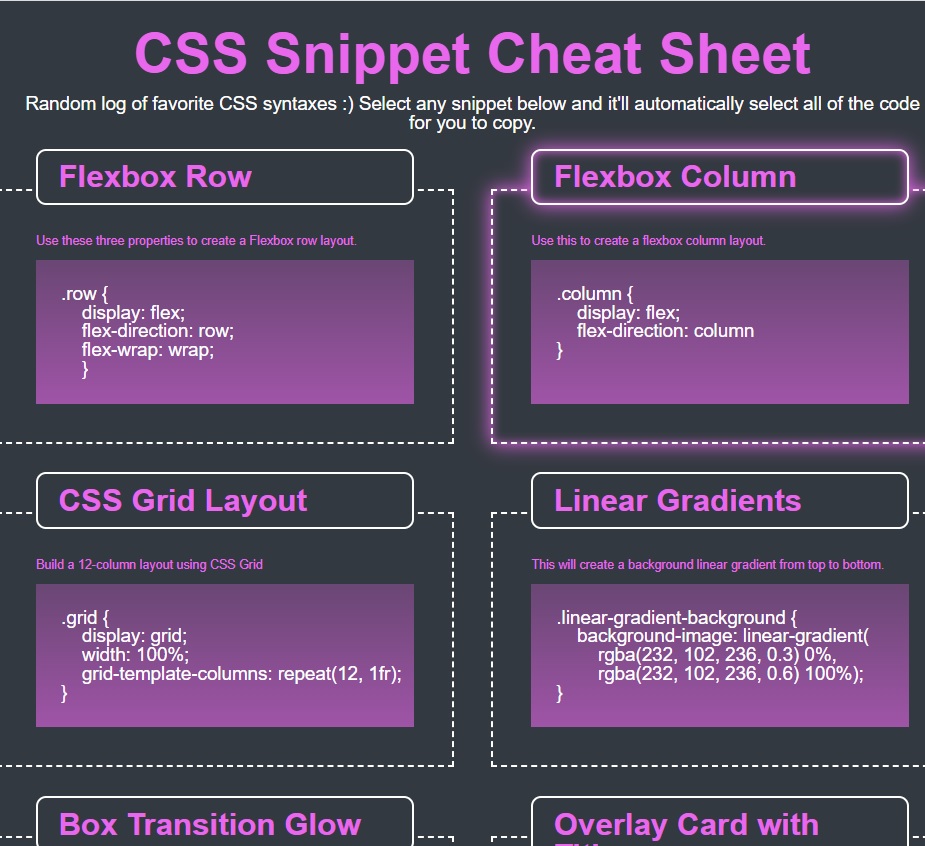 CSS Snippet Cheat Sheet
Random log of favorite CSS syntaxes :) Select any snippet below and it'll automatically select all of the code
for you to copy.
Flexbox Row
Use these three properties to create a Flexbox row layout.
.row {
display: flex;
flex-direction: row;
flex-wrap: wrap;
}
Flexbox Column
Use this to create a flexbox column layout.
.column {
display: flex;
flex-direction: column
}
CSS Grid Layout
Build a 12-column layout using CSS Grid
.grid {
display: grid;
width: 100%;
grid-template-columns: repeat(12, 1fr);
}
Linear Gradients
This will create a background linear gradient from top to bottom.
.linear-gradient-background {
background-image: linear-gradient(
rgba(232, 102, 236, 0.3) 0%,
rgba(232, 102, 236, 0.6) 100%);
}
Box Transition Glow
Overlay Card with